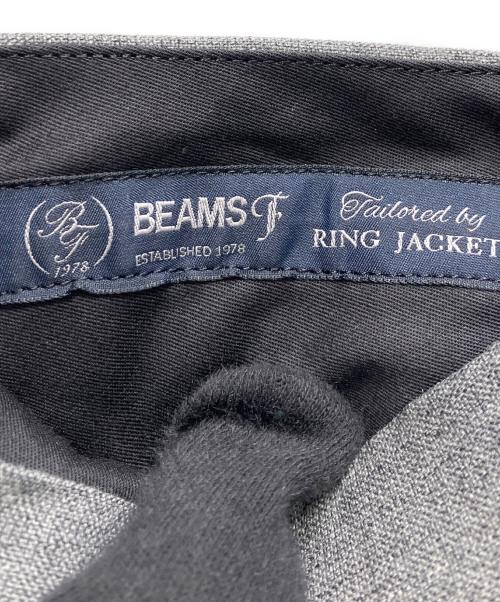 BF
1978
BEAMS F
ESTABLISHED 1978
Tailored by
RING JACKET